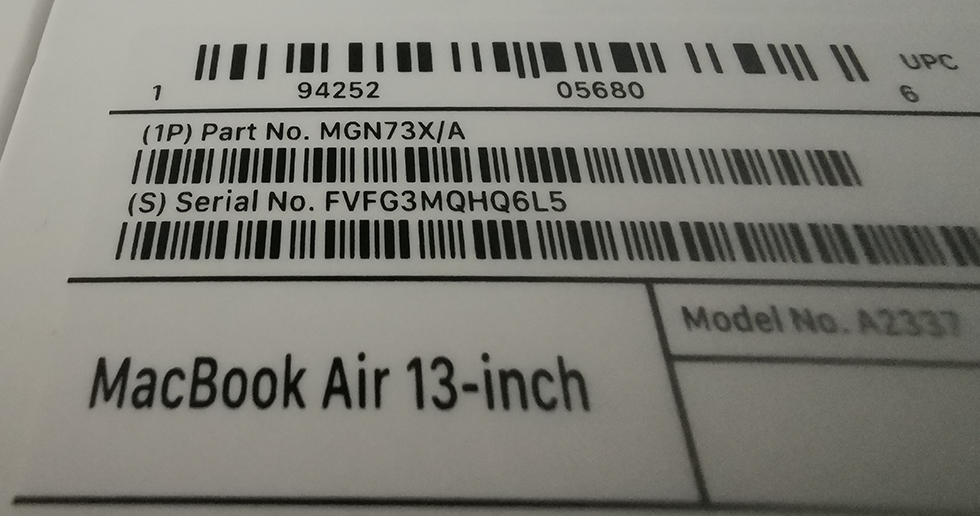 UPC
1 94252 05680 6
(1P) Part No. MGN73X/A
(S) Serial No. FVFG3MQHQ6L5
Model No. A2337
MacBook Air 13-inch